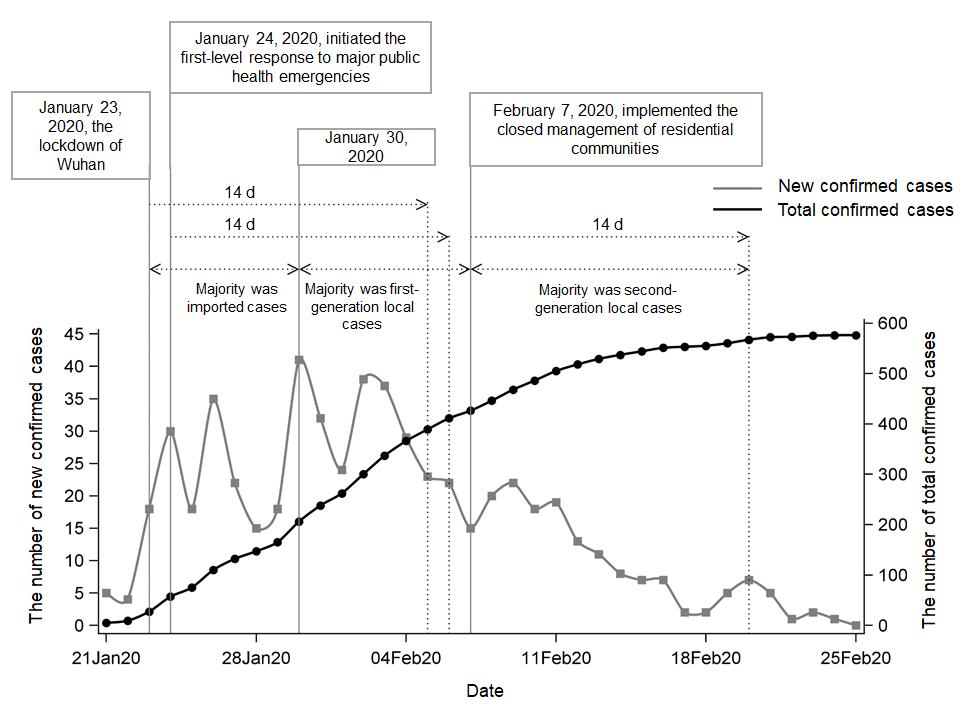 January 24, 2020, initiated the
first-level response to major public
health emergencies
January 23,
2020, the
lockdown of
Wuhan
January 30,
2020
February 7, 2020, implemented the
closed management of residential
communities
New confirmed cases
Total confirmed cases
14 d
14 d
14 d
Majority was
imported cases
Majority was first-
generation local
cases
Majority was second-
generation local cases
The number of new confirmed cases
45
40
35
30
25
20
15
10
5
0
600
500
400
300
200
100
0
The number of total confirmed cases
21Jan20
28Jan20
04Feb20
11Feb20
18Feb20
25Feb20
Date